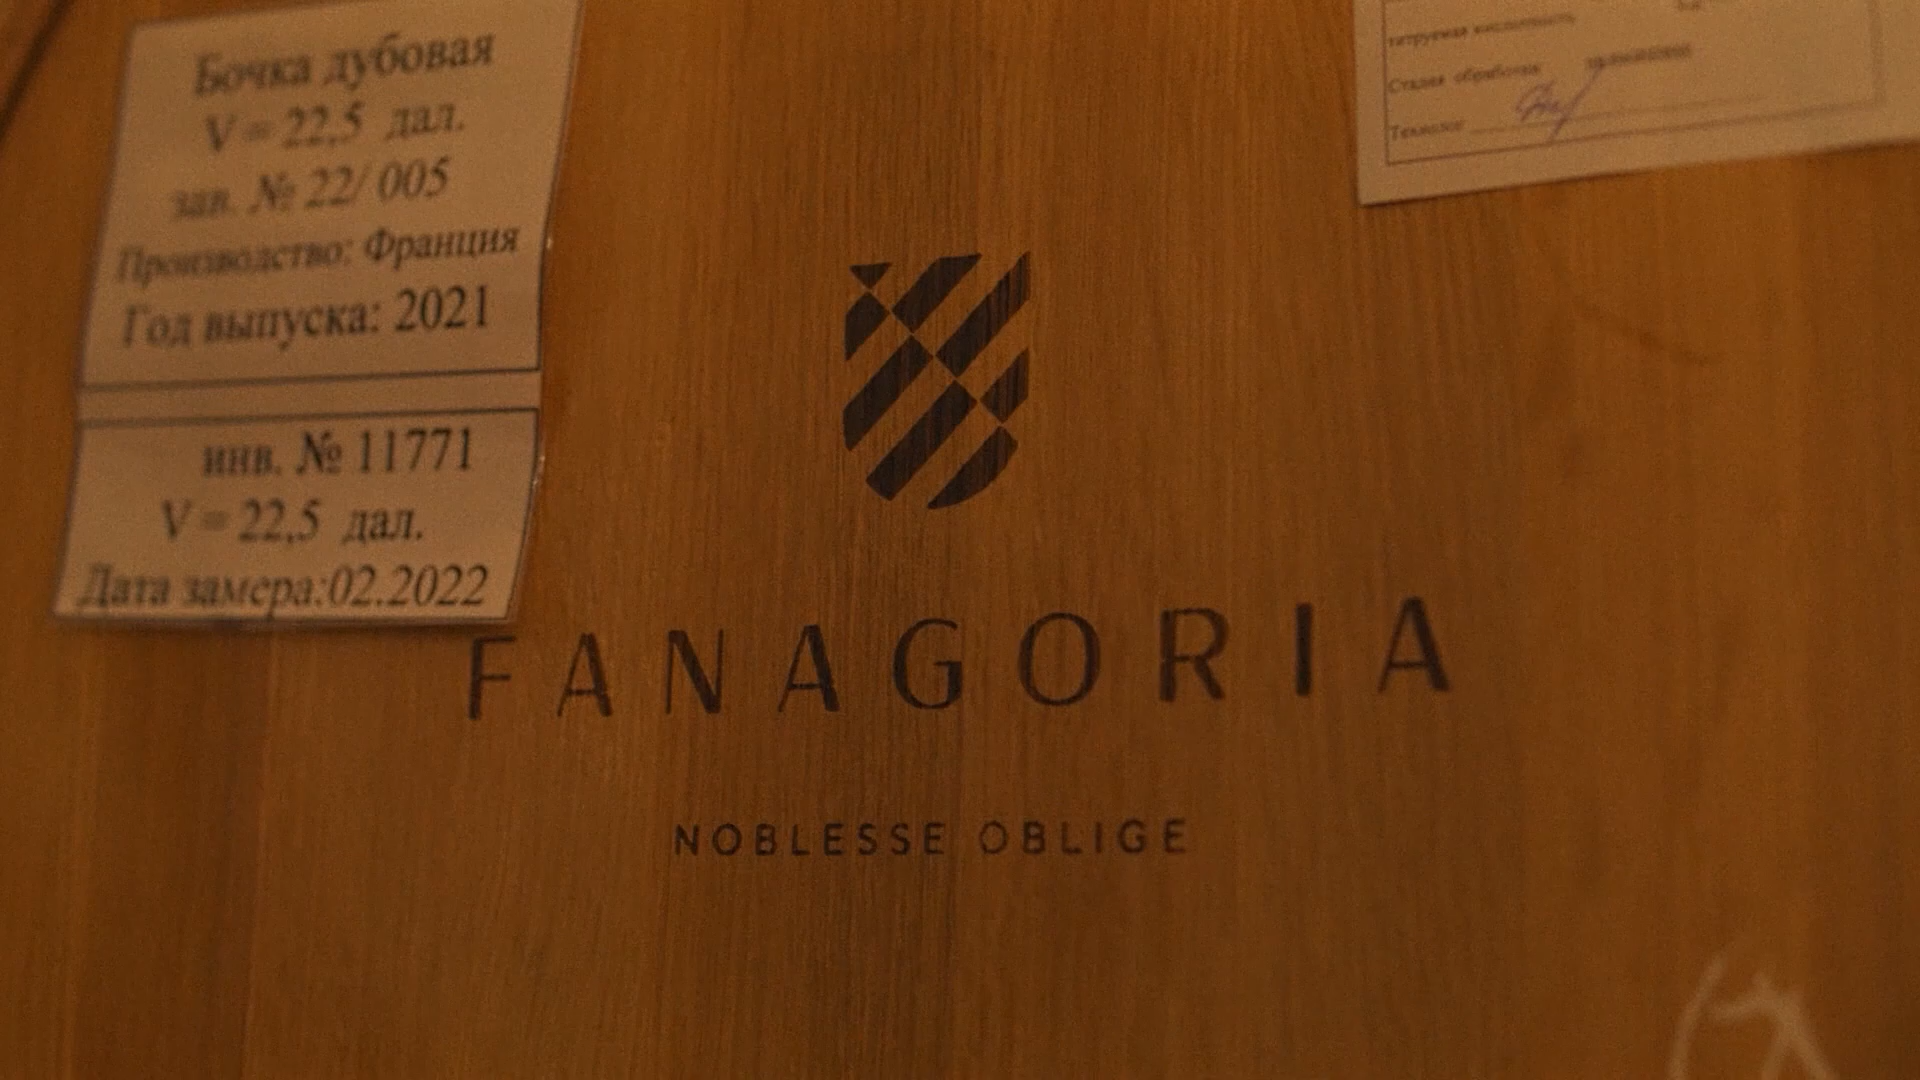 Бочка дубовая
V = 22,5 дал.
зав. № 22/ 005
Производство: Франция
Год выпуска: 2021
инв. № 11771
V = 22,5 дал.
Дата замера:02.2022
титруемая кислотность
Стадия обработки
Технолог
FANAGORIA
NOBLESSE OBLIGE